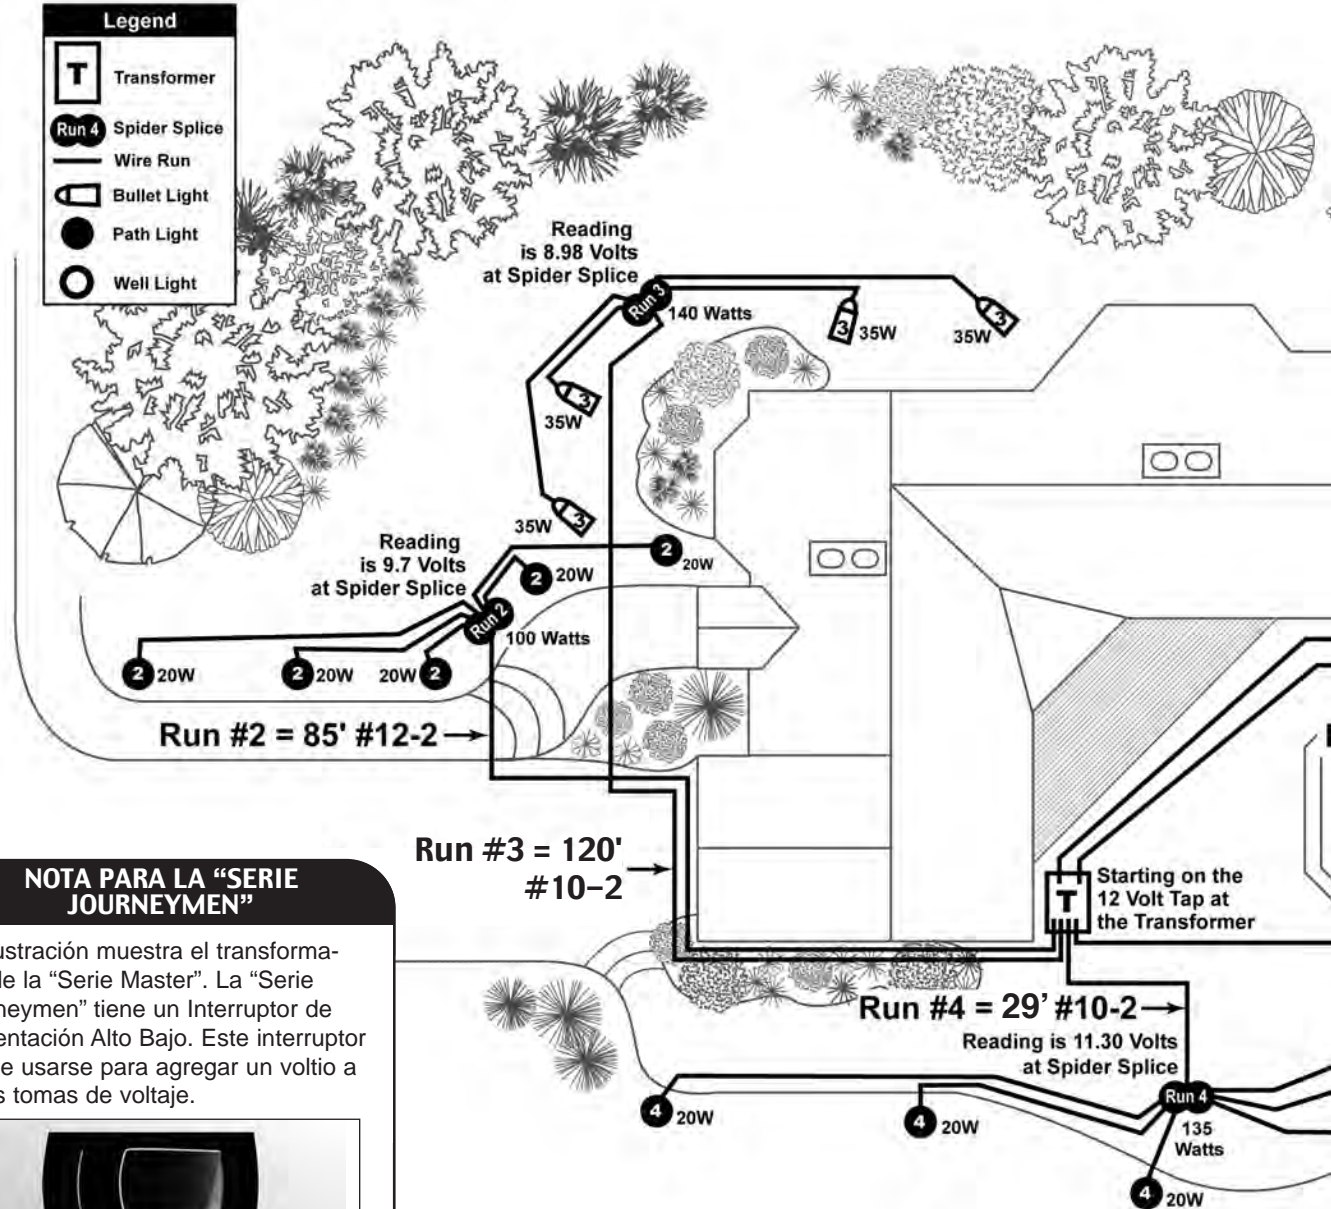 Legend
T Transformer
Run 4 Spider Splice
Wire Run
Bullet Light
Path Light
Well Light
Reading
is 8.98 Volts
at Spider Splice
Run 3
140 Watts
3 35W
3
35W
3
35W
3
35W
Reading
is 9.7 Volts
at Spider Splice
2 20W
2 20W
Run 2
100 Watts
2 20W
2 20W
20W 2
Run #2 = 85' #12-2
Run #3 = 120'
#10–2
T
Starting on the
12 Volt Tap at
the Transformer
Run #4 = 29’ #10-2
Reading is 11.30 Volts
at Spider Splice
Run 4
135
Watts
4 20W
4 20W
4 20W
NOTA PARA LA “SERIE
JOURNEYMEN”
ustración muestra el transforma-
de la “Serie Master”. La “Serie
neymen” tiene un Interruptor de
entación Alto Bajo. Este interruptor
e usarse para agregar un voltio a
s tomas de voltaje.